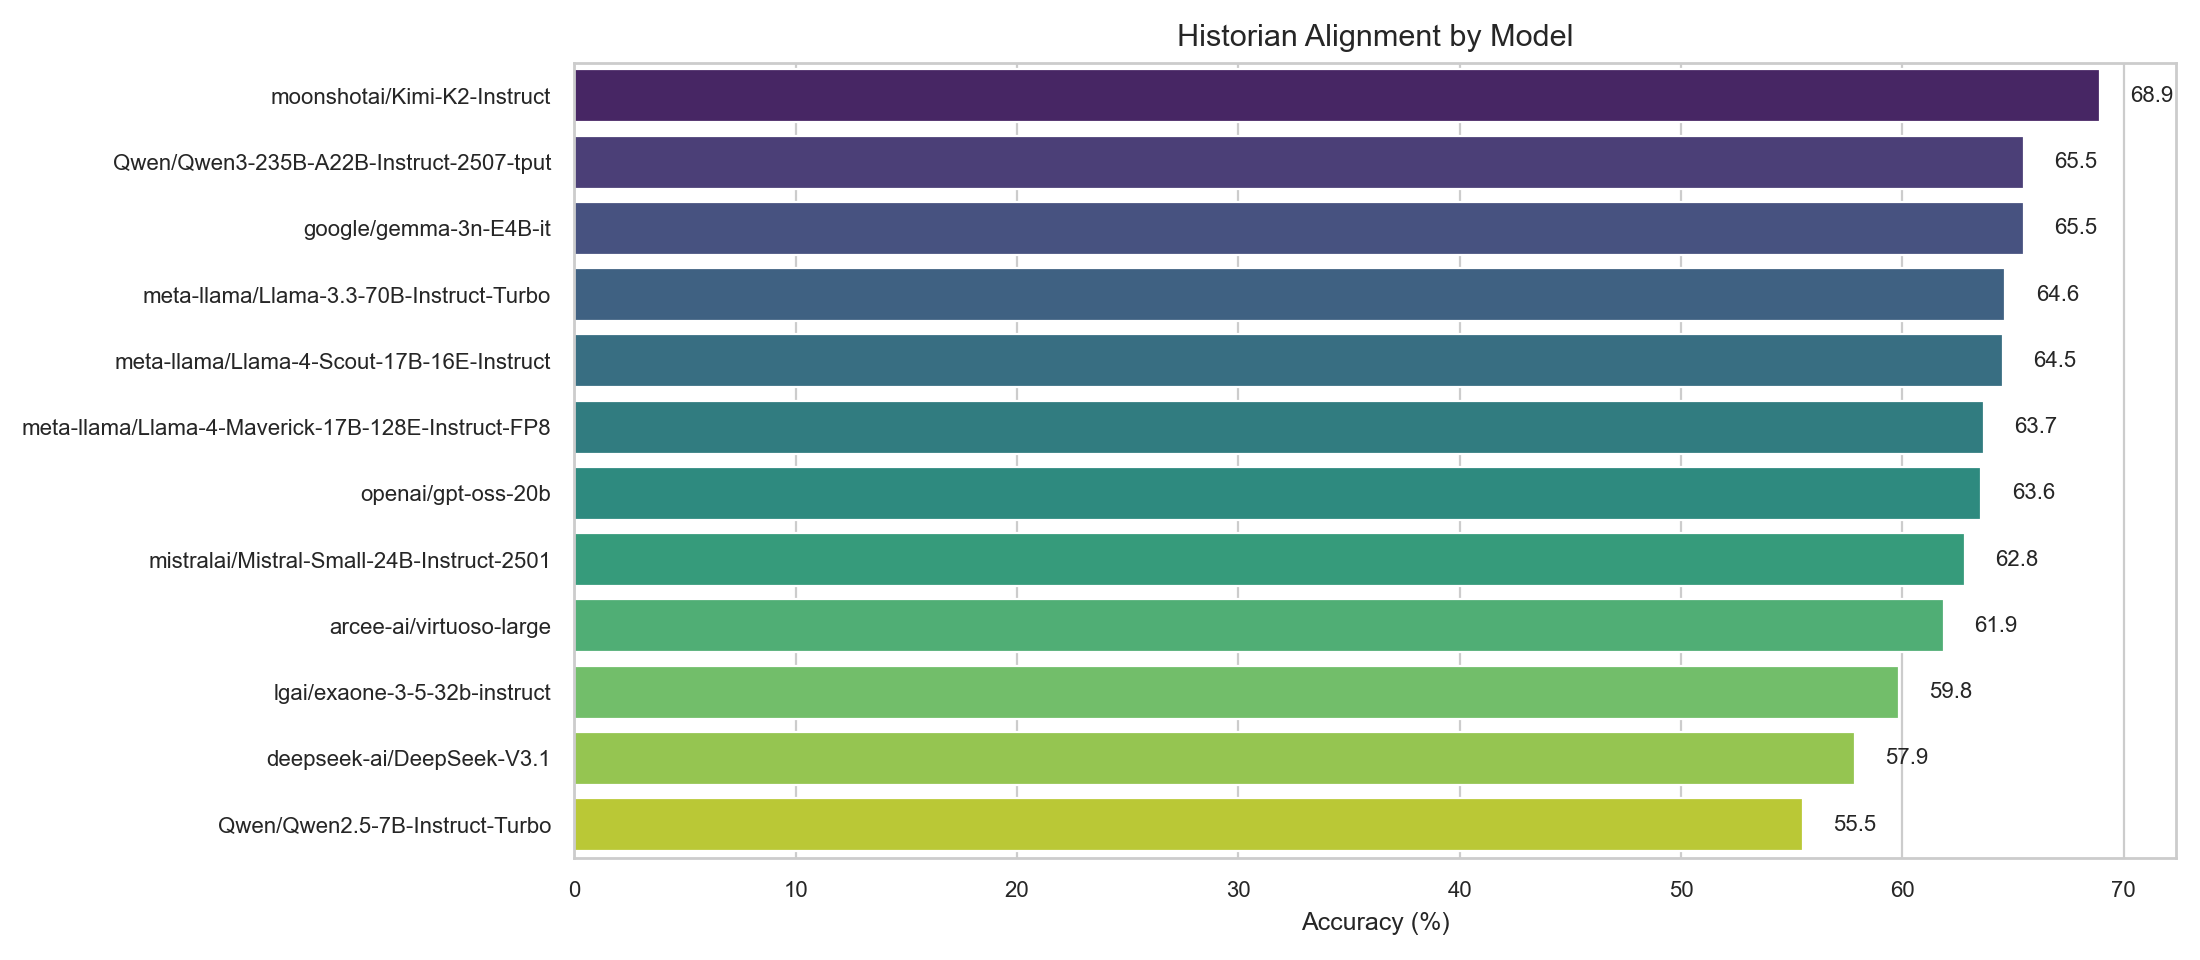 Historian Alignment by Model
moonshotai/Kimi-K2-Instruct 68.9
Qwen/Qwen3-235B-A22B-Instruct-2507-tput 65.5
google/gemma-3n-E4B-it 65.5
meta-llama/Llama-3.3-70B-Instruct-Turbo 64.6
meta-llama/Llama-4-Scout-17B-16E-Instruct 64.5
meta-llama/Llama-4-Maverick-17B-128E-Instruct-FP8 63.7
openai/gpt-oss-20b 63.6
mistralai/Mistral-Small-24B-Instruct-2501 62.8
arcee-ai/virtuoso-large 61.9
lgai/exaone-3-5-32b-instruct 59.8
deepseek-ai/DeepSeek-V3.1 57.9
Qwen/Qwen2.5-7B-Instruct-Turbo 55.5
0 10 20 30 40 50 60 70
Accuracy (%)